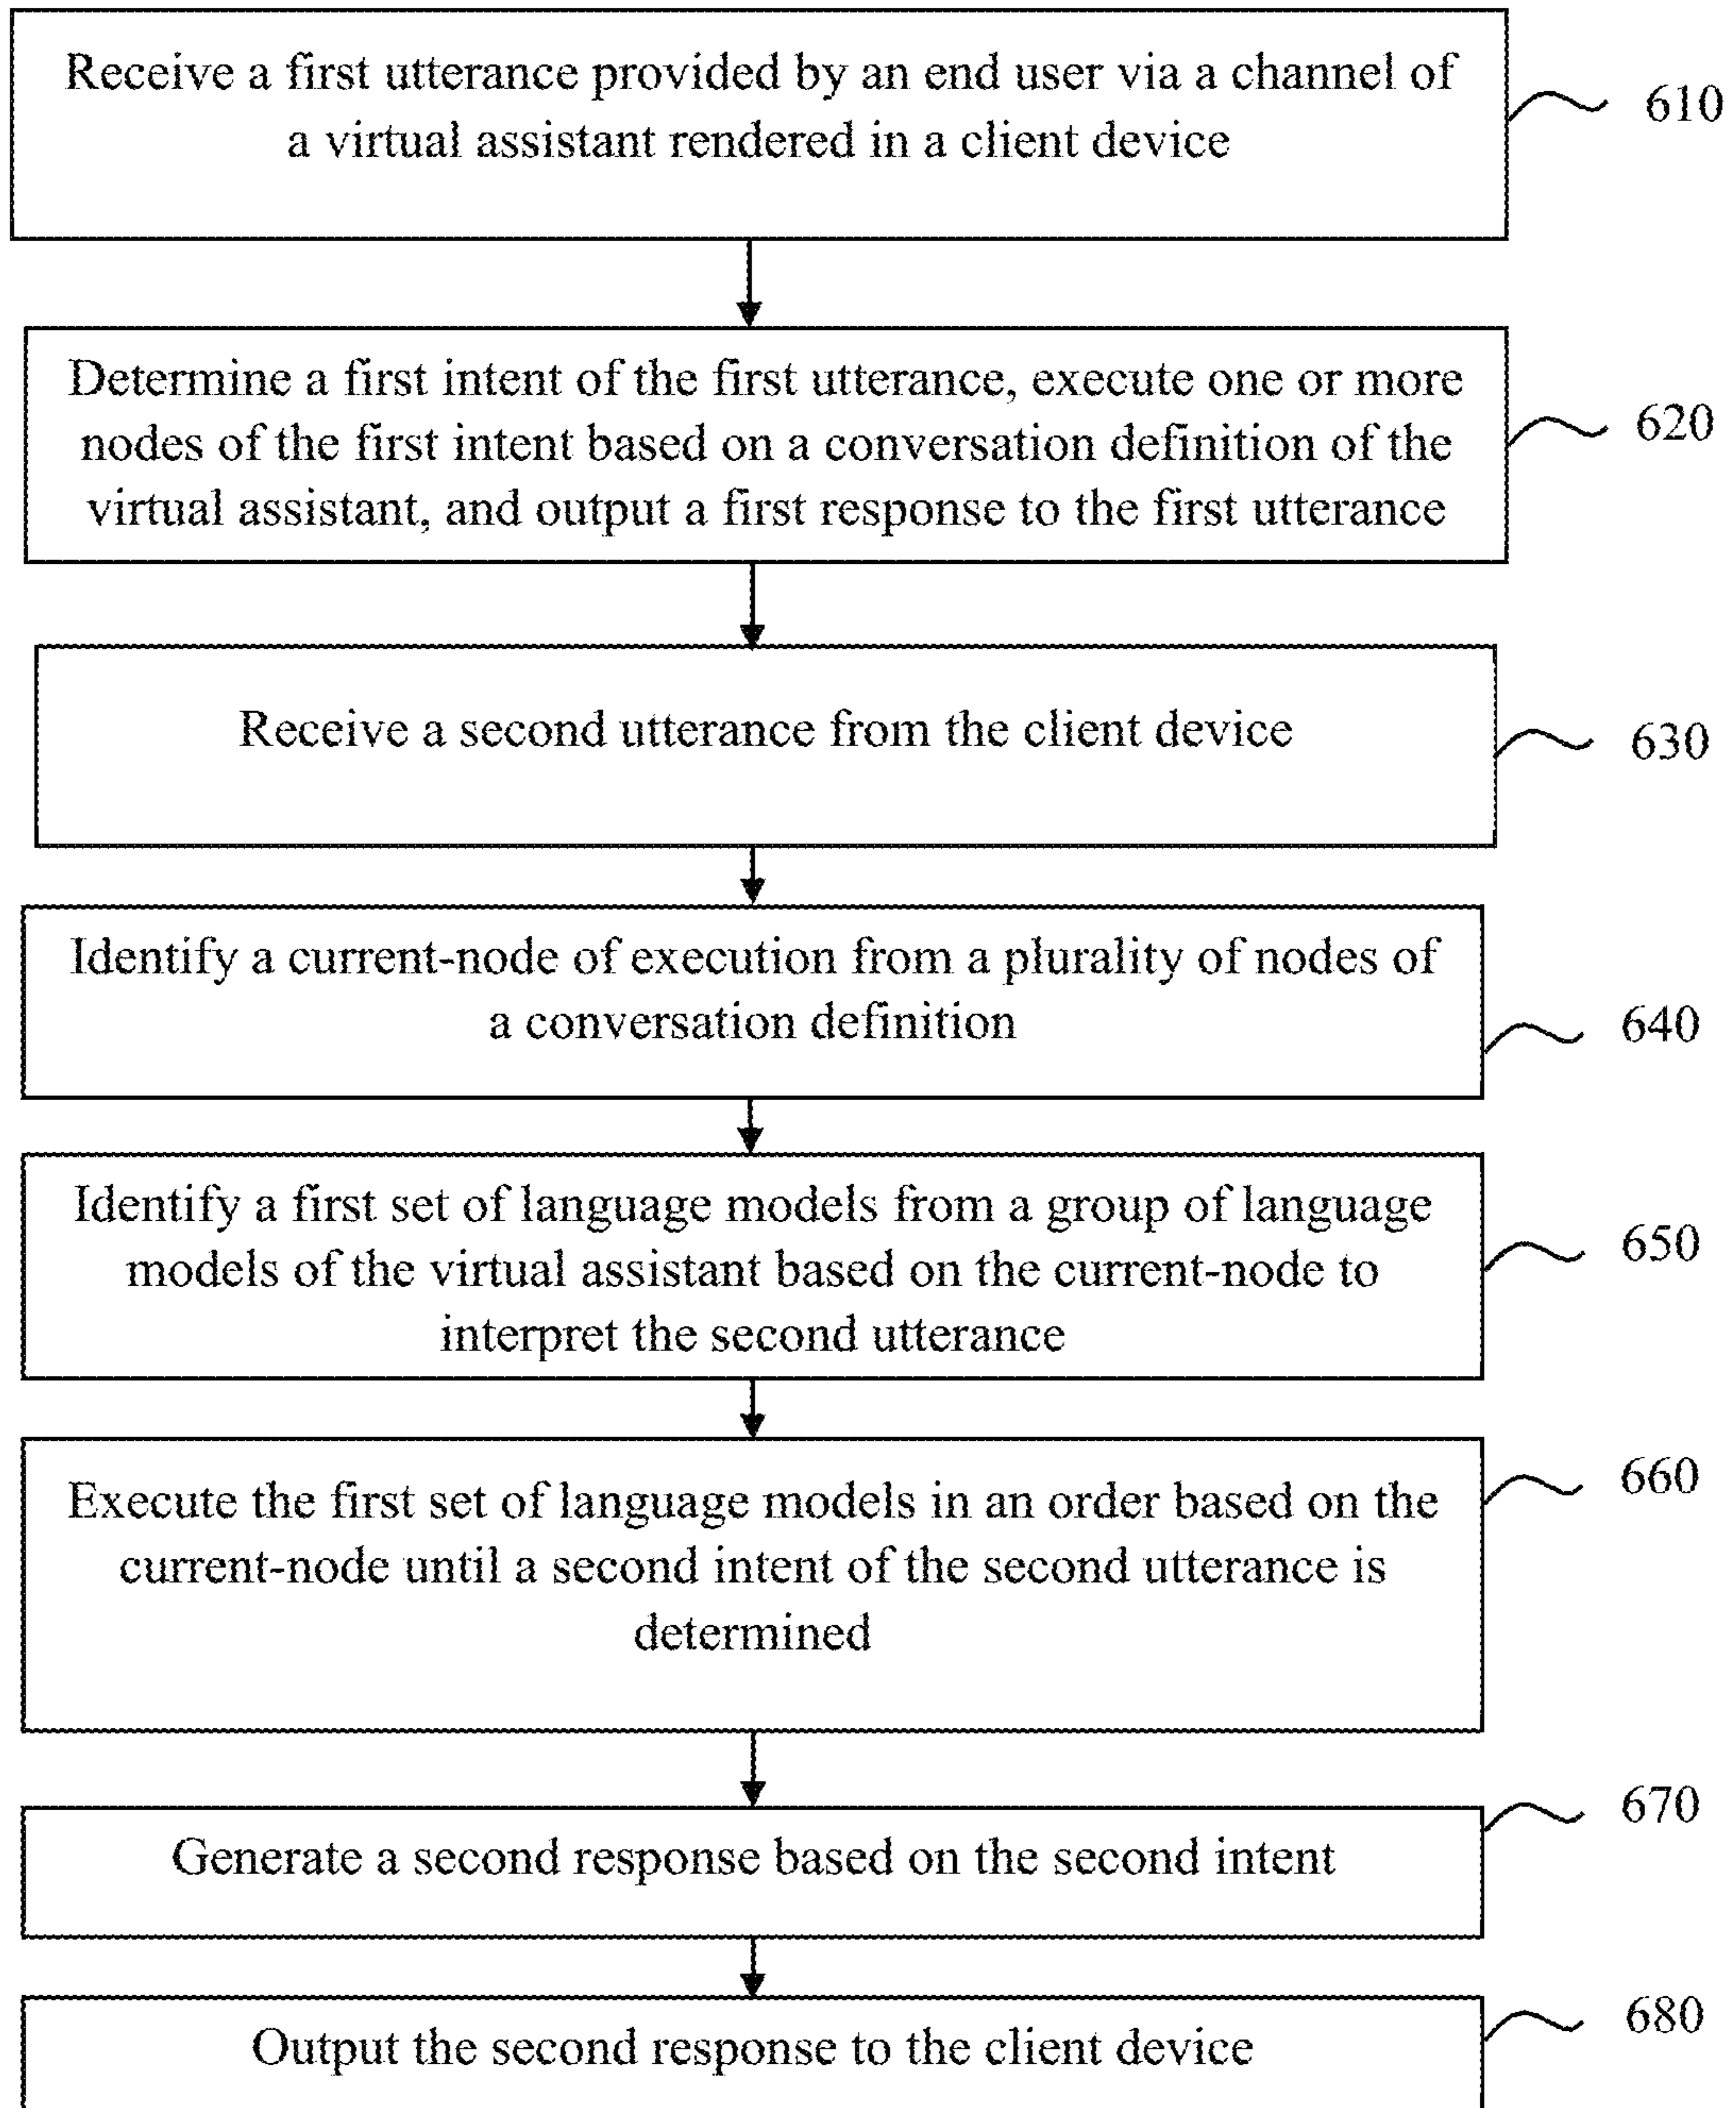 Receive a first utterance provided by an end user via a channel of
a virtual assistant rendered in a client device
610
Determine a first intent of the first utterance, execute one or more
nodes of the first intent based on a conversation definition of the
virtual assistant, and output a first response to the first utterance
620
Receive a second utterance from the client device
630
Identify a current-node of execution from a plurality of nodes of
a conversation definition
640
Identify a first set of language models from a group of language
models of the virtual assistant based on the current-node to
interpret the second utterance
650
Execute the first set of language models in an order based on the
current-node until a second intent of the second utterance is
determined
660
Generate a second response based on the second intent
670
Output the second response to the client device
680